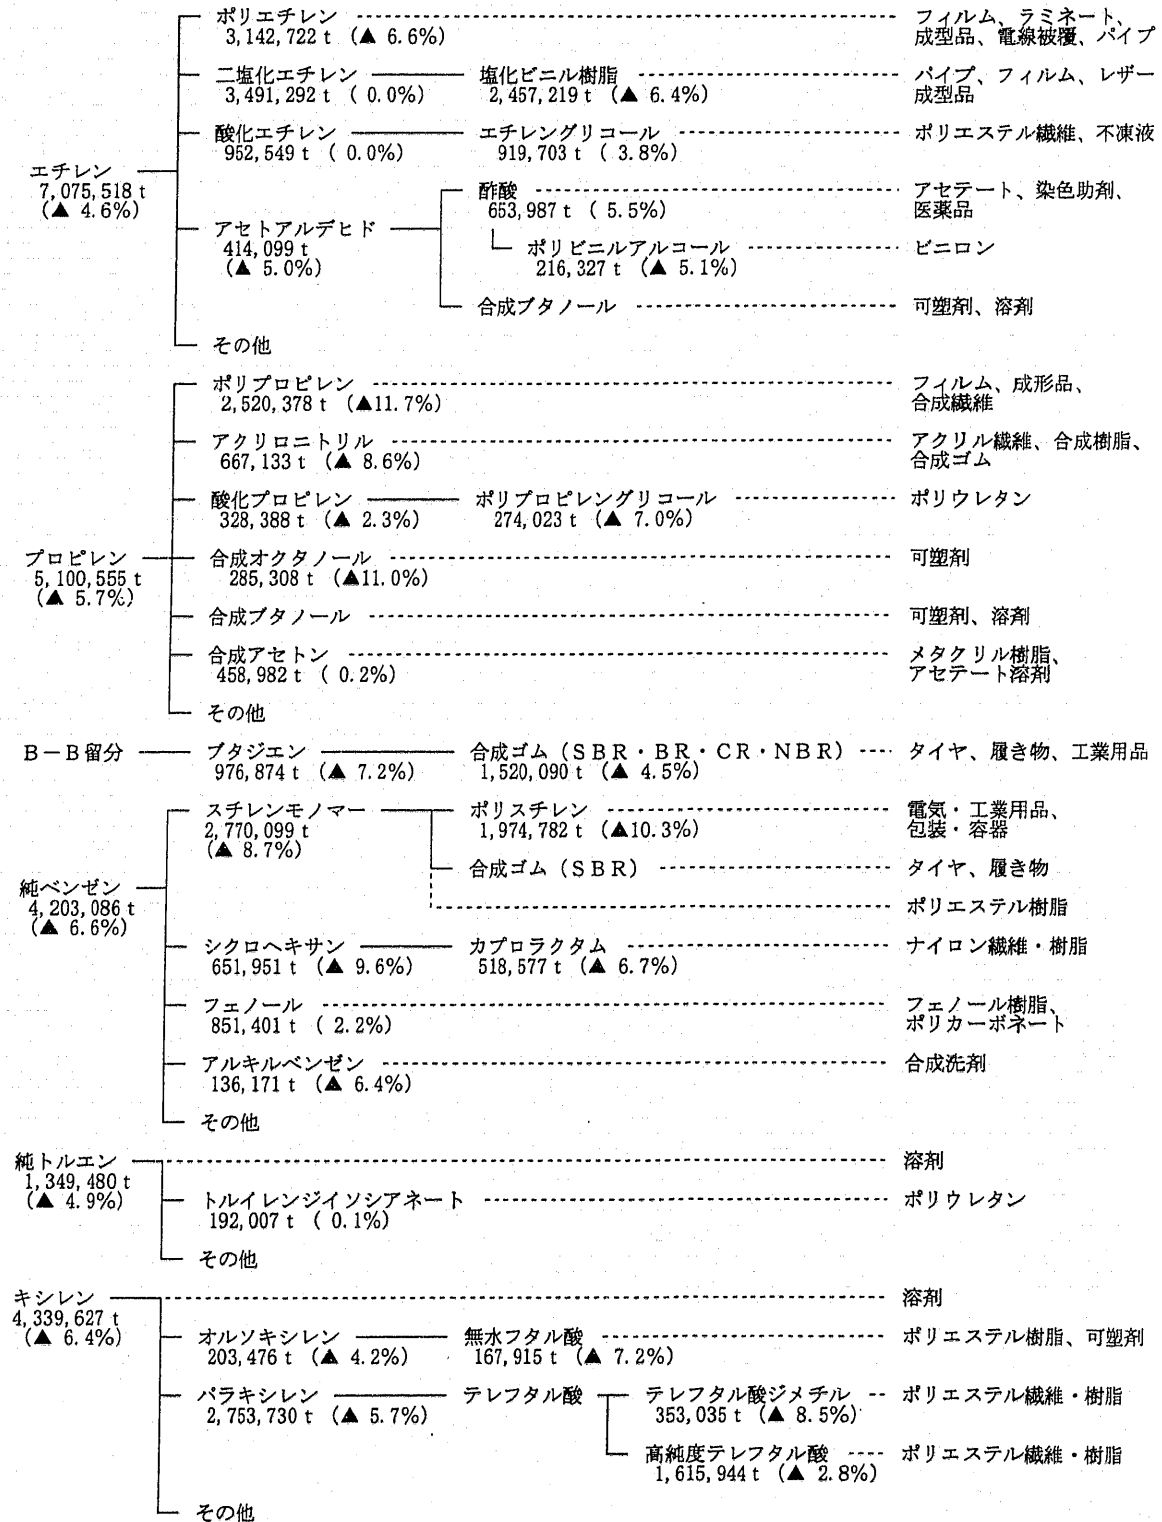 ポリエチレン
3,142,722 t (▲ 6.6%)
フィルム、ラミネート、
成型品、電線被覆、パイプ
二塩化エチレン
3,491,292 t ( 0.0%)
塩化ビニル樹脂
2,457,219 t (▲ 6.4%)
パイプ、フィルム、レザー
成型品
酸化エチレン
952,549 t ( 0.0%)
エチレングリコール
919,703 t ( 3.8%)
ポリエステル繊維、不凍液
エチレン
7,075,518 t
(▲ 4.6%)
アセトアルデヒド
414,099 t
(▲ 5.0%)
酢酸
653,987 t ( 5.5%)
アセテート、染色助剤、
医薬品
ポリビニルアルコール
216,327 t (▲ 5.1%)
ビニロン
合成ブタノール
可塑剤、溶剤
その他
ポリプロピレン
2,520,378 t (▲11.7%)
フィルム、成形品、
合成繊維
アクリロニトリル
667,133 t (▲ 8.6%)
アクリル繊維、合成樹脂、
合成ゴム
酸化プロピレン
328,388 t (▲ 2.3%)
ポリプロピレングリコール
274,023 t (▲ 7.0%)
ポリウレタン
プロピレン
5,100,555 t
(▲ 5.7%)
合成オクタノール
285,308 t (▲11.0%)
可塑剤
合成ブタノール
可塑剤、溶剤
合成アセトン
458,982 t ( 0.2%)
メタクリル樹脂、
アセテート溶剤
その他
B－B留分
ブタジエン
976,874 t (▲ 7.2%)
合成ゴム（SBR・BR・CR・NBR）
1,520,090 t (▲ 4.5%)
タイヤ、履き物、工業用品
スチレンモノマー
2,770,099 t
(▲ 8.7%)
ポリスチレン
1,974,782 t (▲10.3%)
電気・工業用品、
包装・容器
合成ゴム（SBR）
タイヤ、履き物
純ベンゼン
4,203,086 t
(▲ 6.6%)
ポリエステル樹脂
シクロヘキサン
651,951 t (▲ 9.6%)
カプロラクタム
518,577 t (▲ 6.7%)
ナイロン繊維・樹脂
フェノール
851,401 t ( 2.2%)
フェノール樹脂、
ポリカーボネート
アルキルベンゼン
136,171 t (▲ 6.4%)
合成洗剤
その他
純トルエン
1,349,480 t
(▲ 4.9%)
溶剤
トルイレンジイソシアネート
192,007 t ( 0.1%)
ポリウレタン
その他
キシレン
4,339,627 t
(▲ 6.4%)
溶剤
オルソキシレン
203,476 t (▲ 4.2%)
無水フタル酸
167,915 t (▲ 7.2%)
ポリエステル樹脂、可塑剤
パラキシレン
2,753,730 t (▲ 5.7%)
テレフタル酸
テレフタル酸ジメチル
353,035 t (▲ 8.5%)
ポリエステル繊維・樹脂
高純度テレフタル酸
1,615,944 t (▲ 2.8%)
ポリエステル繊維・樹脂
その他